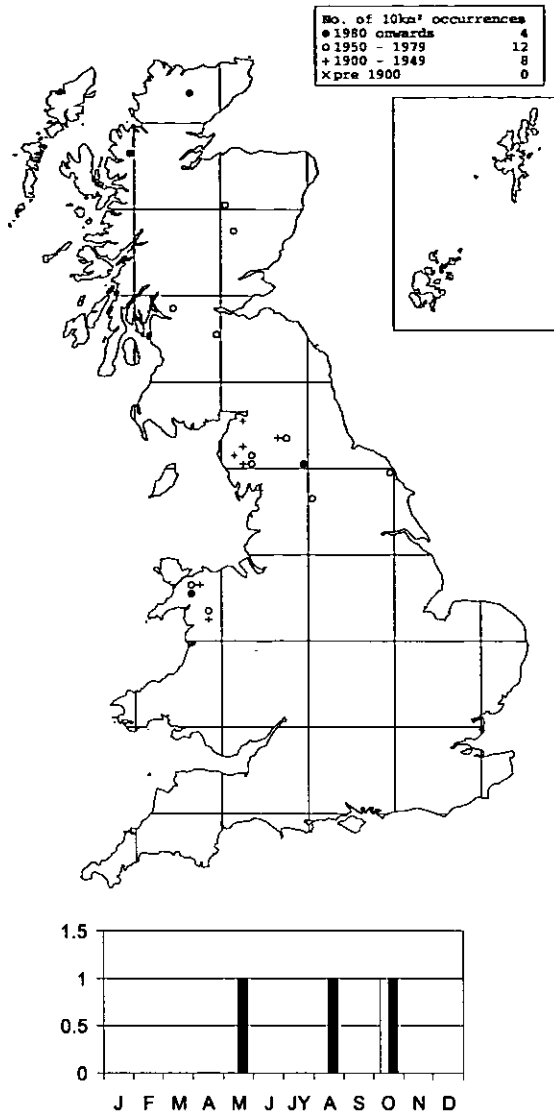 No. of 10km² occurrences
● 1980 onwards 4
○ 1950 - 1979 12
+ 1900 - 1949 8
× pre 1900 0
1.5
1
0.5
0
J F M A M J JY A S O N D